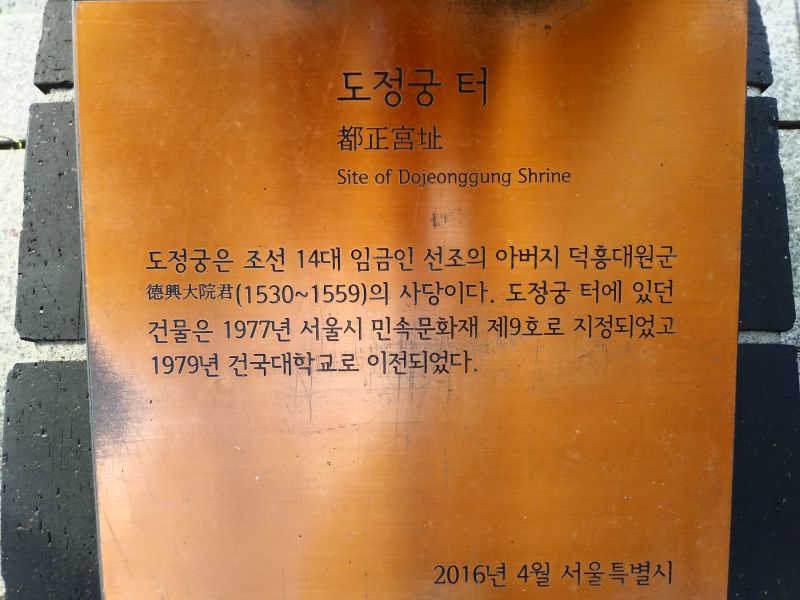 도정궁 터
都正宮址
Site of Dojeonggung Shrine
도정궁은 조선 14대 임금인 선조의 아버지 덕흥대원군
德興大院君(1530~1559)의 사당이다. 도정궁 터에 있던
건물은 1977년 서울시 민속문화재 제9호로 지정되었고
1979년 건국대학교로 이전되었다.
2016년 4월 서울특별시